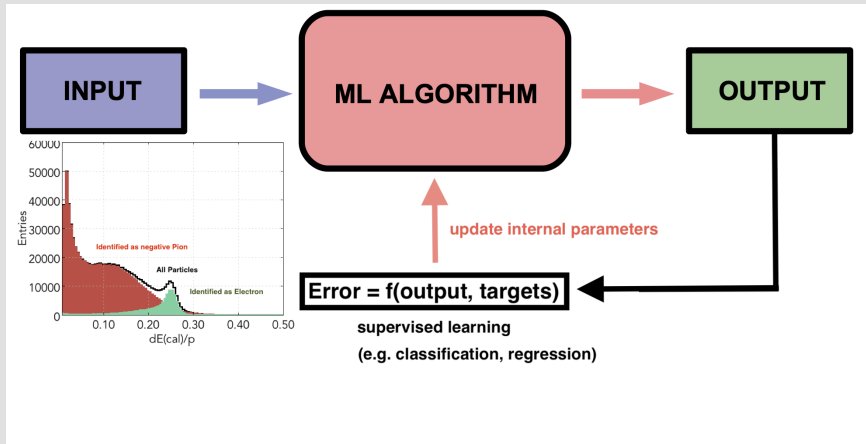 INPUT
ML ALGORITHM
OUTPUT
60000
50000
40000
30000
20000
10000
0
Entries
Identified as negative Pion
All Particles
Identified as Electron
0.10
0.20
0.30
0.40
0.50
dE(cal)/p
update internal parameters
Error = f(output, targets)
supervised learning
(e.g. classification, regression)